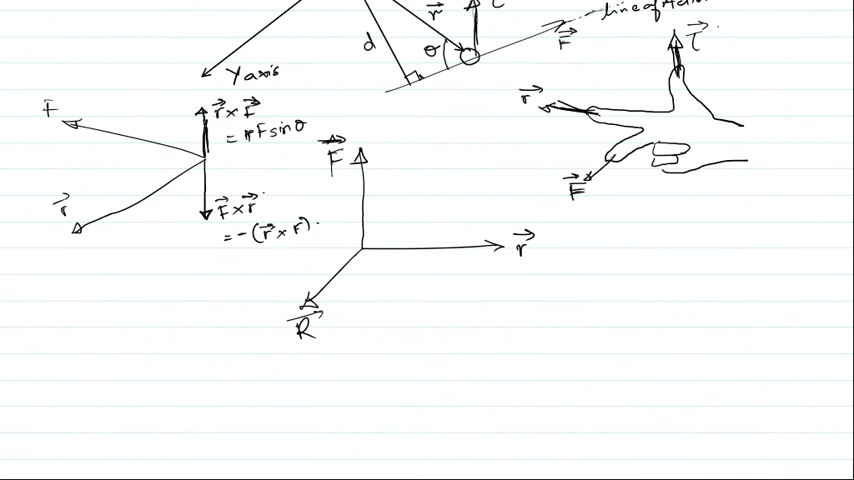 r⃗
τ
line of Action
d
θ
F⃗
Y axis
τ⃗
F
r⃗ × F⃗
r⃗
= rF sin θ
F⃗
F⃗
r⃗
F⃗ × r⃗
= -(r⃗ × F)
r⃗
R⃗